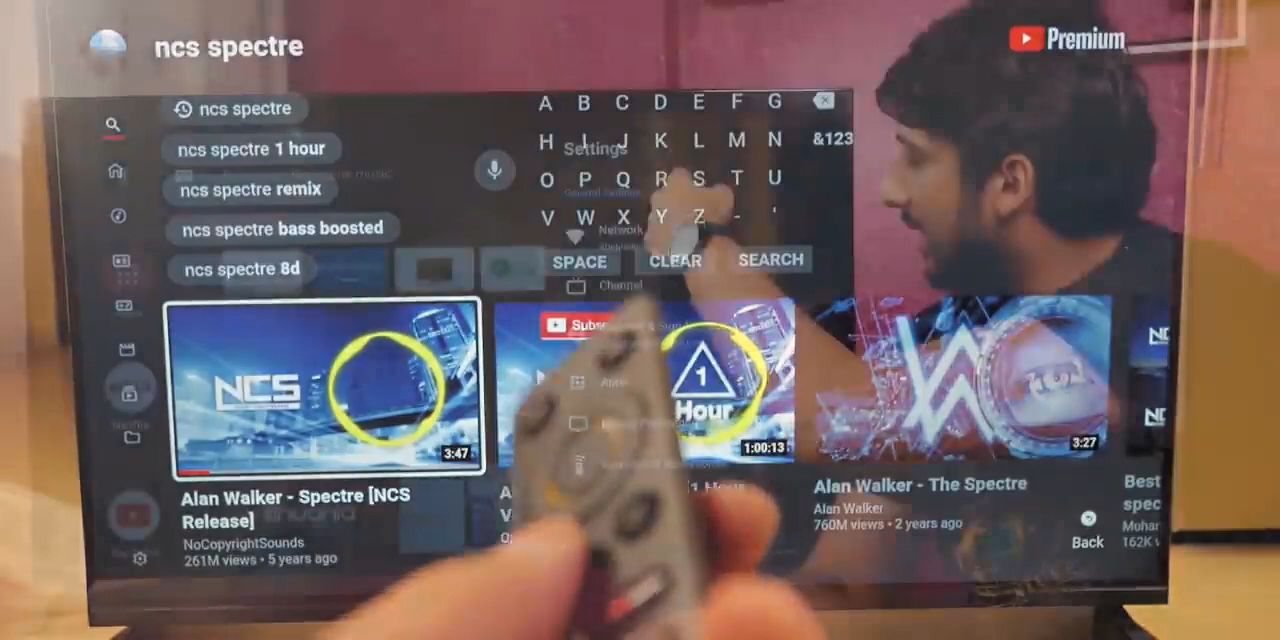 ncs spectre
Premium
ncs spectre
ncs spectre 1 hour
ncs spectre remix
ncs spectre bass boosted
ncs spectre 8d
A B C D E F G
H I J K L M N &123
O P Q R S T U
V W X Y Z - '
SPACE CLEAR SEARCH
Settings
Network
Channel
NCS
3:47
1
Hour
1:00:13
3:27
Alan Walker - Spectre [NCS
Release]
NoCopyrightSounds
261M views • 5 years ago
Alan Walker - The Spectre
Alan Walker
760M views • 2 years ago
Best
Back